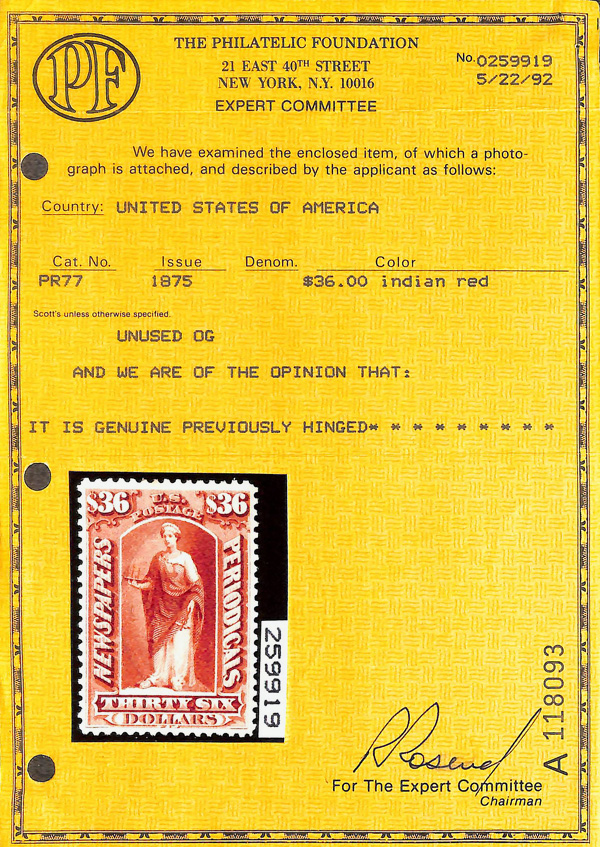 PF
THE PHILATELIC FOUNDATION
21 EAST 40TH STREET
NEW YORK, N.Y. 10016
EXPERT COMMITTEE
No. 0259919
5/22/92
We have examined the enclosed item, of which a photo-
graph is attached, and described by the applicant as follows:
Country: UNITED STATES OF AMERICA
Cat. No. Issue Denom. Color
PR77 1875 $36.00 indian red
Scott's unless otherwise specified.
UNUSED OG
AND WE ARE OF THE OPINION THAT:
IT IS GENUINE PREVIOUSLY HINGED* * * * * * * * *
$36 U.S. $36
POSTAGE
NEWSPAPERS
PERIODICALS
THIRTY SIX
DOLLARS
259919
A 118093
For The Expert Committee
Chairman